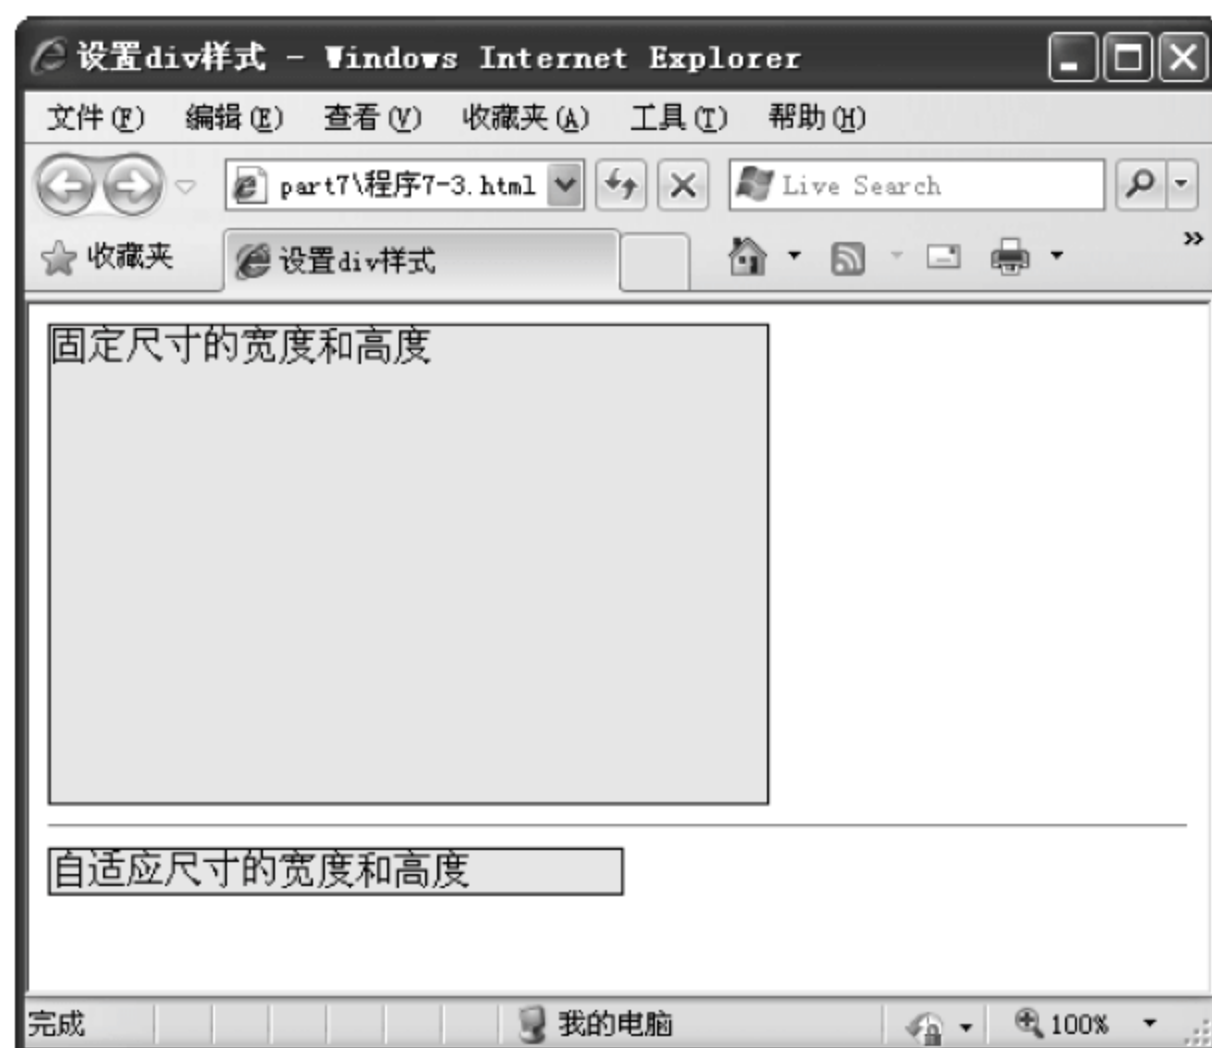 设置div样式 - Windows Internet Explorer
文件(F) 编辑(E) 查看(V) 收藏夹(A) 工具(T) 帮助(H)
part7\程序7-3.html Live Search
收藏夹 设置div样式 »
固定尺寸的宽度和高度
自适应尺寸的宽度和高度
完成 我的电脑 100%